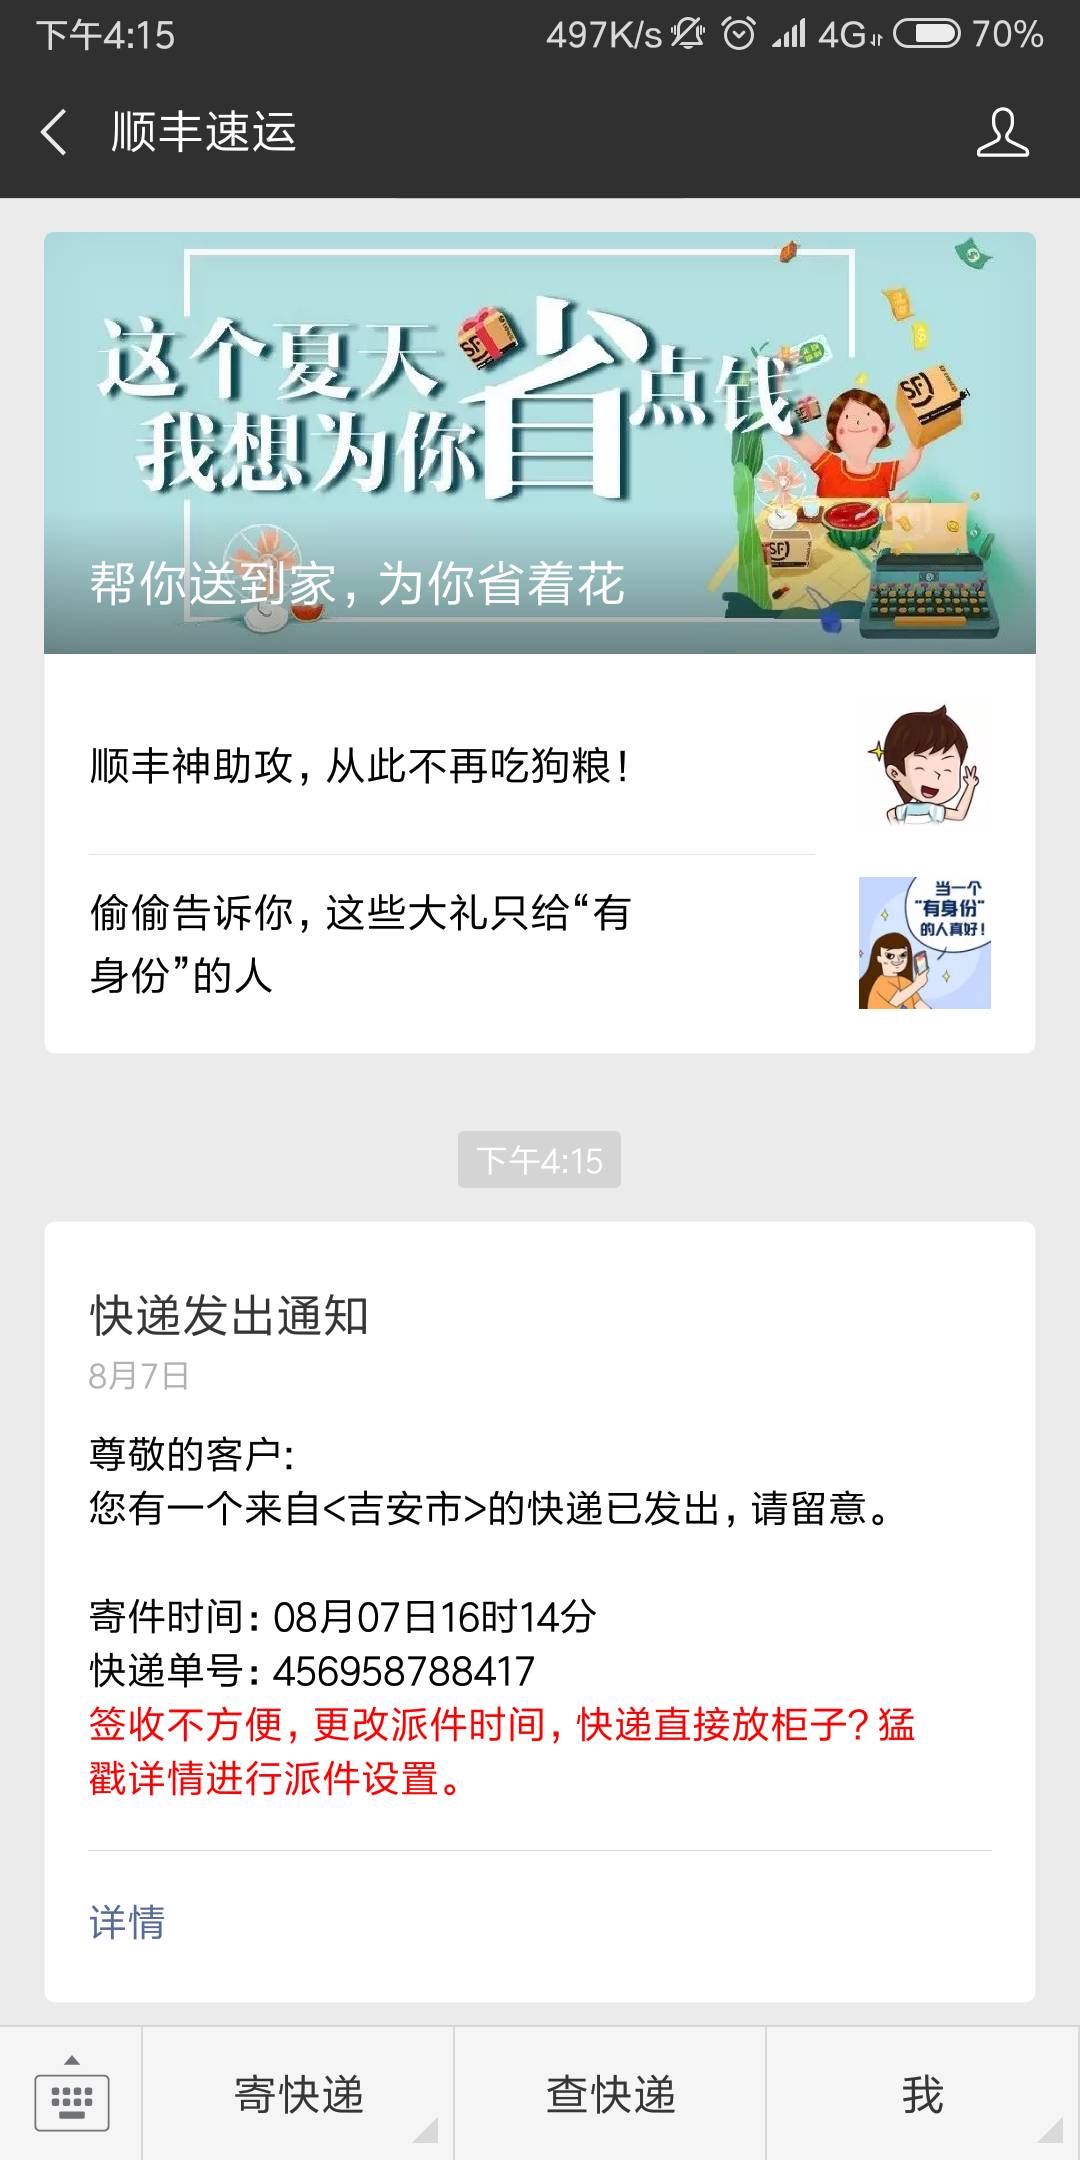 下午4:15
497K/s 4G 70%
顺丰速运
这个夏天
我想为你省点钱
SF
SF
SF
帮你送到家，为你省着花
顺丰神助攻，从此不再吃狗粮！
偷偷告诉你，这些大礼只给“有
身份”的人
当一个
“有身份”
的人真好！
下午4:15
快递发出通知
8月7日
尊敬的客户：
您有一个来自<吉安市>的快递已发出，请留意。
寄件时间：08月07日16时14分
快递单号：456958788417
签收不方便，更改派件时间，快递直接放柜子？猛
戳详情进行派件设置。
详情
寄快递
查快递
我